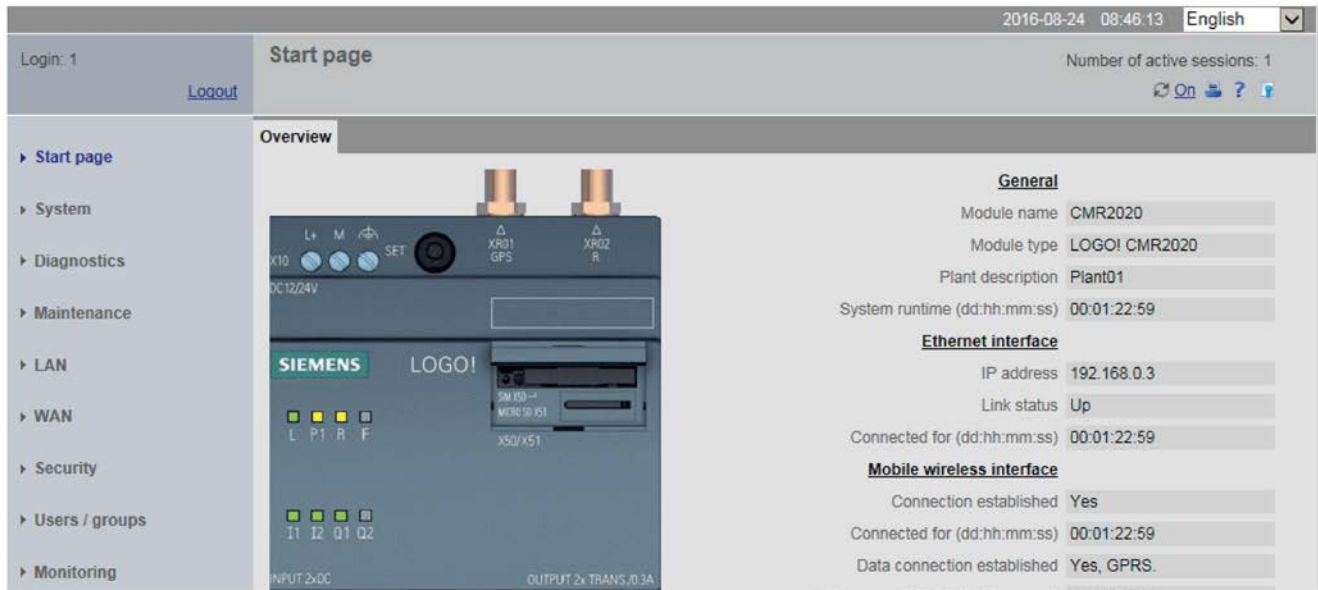 2016-08-24 08:46:13 English
Login: 1
Logout
Start page
Number of active sessions: 1
On ?
Overview
Start page
System
Diagnostics
Maintenance
LAN
WAN
Security
Users / groups
Monitoring
L+ M
SET
X10
DC12/24V
XR01
GPS
XR02
R
SIEMENS LOGO!
SIM X50
MICRO SD X51
X50/X51
L P1 R F
I1 I2 Q1 Q2
INPUT 2xDC
OUTPUT 2x TRANS./0.3A
General
Module name CMR2020
Module type LOGO! CMR2020
Plant description Plant01
System runtime (dd:hh:mm:ss) 00:01:22:59
Ethernet interface
IP address 192.168.0.3
Link status Up
Connected for (dd:hh:mm:ss) 00:01:22:59
Mobile wireless interface
Connection established Yes
Connected for (dd:hh:mm:ss) 00:01:22:59
Data connection established Yes, GPRS.